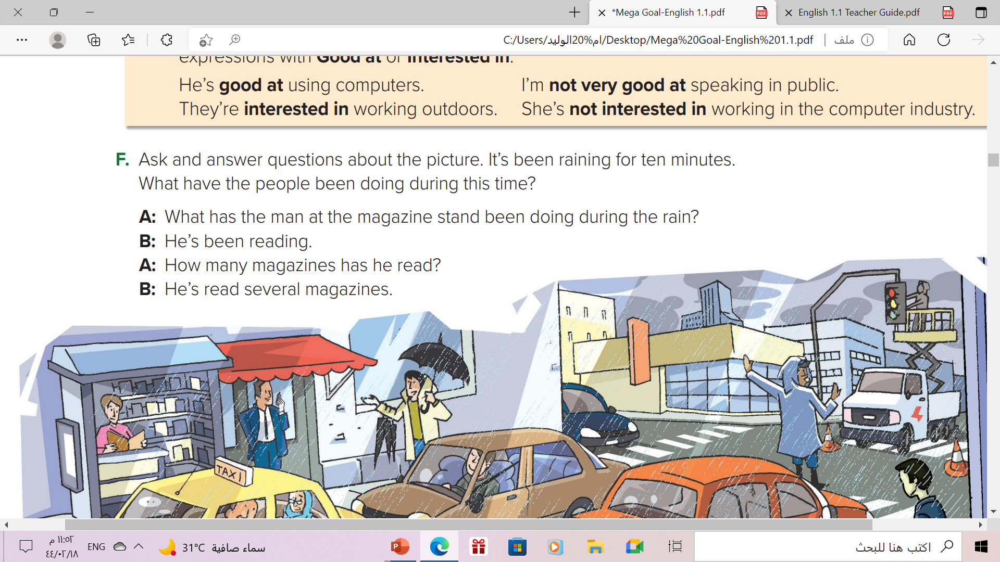 *Mega Goal-English 1.1.pdf
PDF
English 1.1 Teacher Guide.pdf
PDF
C:/Users/ام%20الوليد/Desktop/Mega%20Goal-English%201.1.pdf
ملف
expressions with Good at or Interested in.
He's good at using computers.
I'm not very good at speaking in public.
They're interested in working outdoors.
She's not interested in working in the computer industry.
F. Ask and answer questions about the picture. It's been raining for ten minutes.
What have the people been doing during this time?
A: What has the man at the magazine stand been doing during the rain?
B: He's been reading.
A: How many magazines has he read?
B: He's read several magazines.
TAXI
١١:٥٢ م
٤٤/٠٢/١٨
ENG
31°C سماء صافية
اكتب هنا للبحث